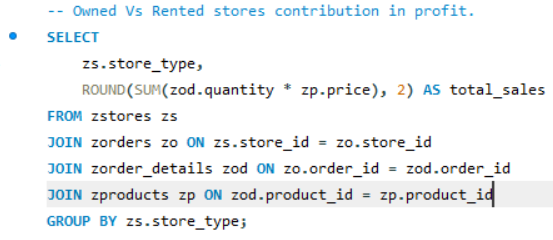 -- Owned Vs Rented stores contribution in profit.
SELECT
zs.store_type,
ROUND(SUM(zod.quantity * zp.price), 2) AS total_sales
FROM zstores zs
JOIN zorders zo ON zs.store_id = zo.store_id
JOIN zorder_details zod ON zo.order_id = zod.order_id
JOIN zproducts zp ON zod.product_id = zp.product_id
GROUP BY zs.store_type;